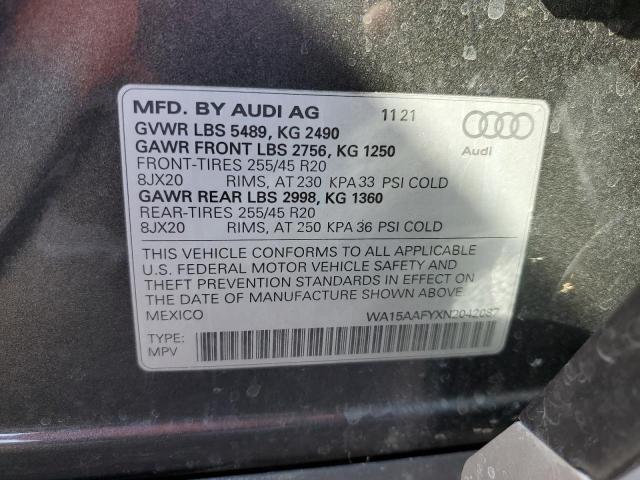 MFD. BY AUDI AG 11 21
GVWR LBS 5489, KG 2490
GAWR FRONT LBS 2756, KG 1250
FRONT-TIRES 255/45 R20
8JX20 RIMS, AT 230 KPA 33 PSI COLD
GAWR REAR LBS 2998, KG 1360
REAR-TIRES 255/45 R20
8JX20 RIMS, AT 250 KPA 36 PSI COLD
Audi
THIS VEHICLE CONFORMS TO ALL APPLICABLE
U.S. FEDERAL MOTOR VEHICLE SAFETY AND
THEFT PREVENTION STANDARDS IN EFFECT ON
THE DATE OF MANUFACTURE SHOWN ABOVE.
MEXICO WA15AAFYXN2042087
TYPE:
MPV